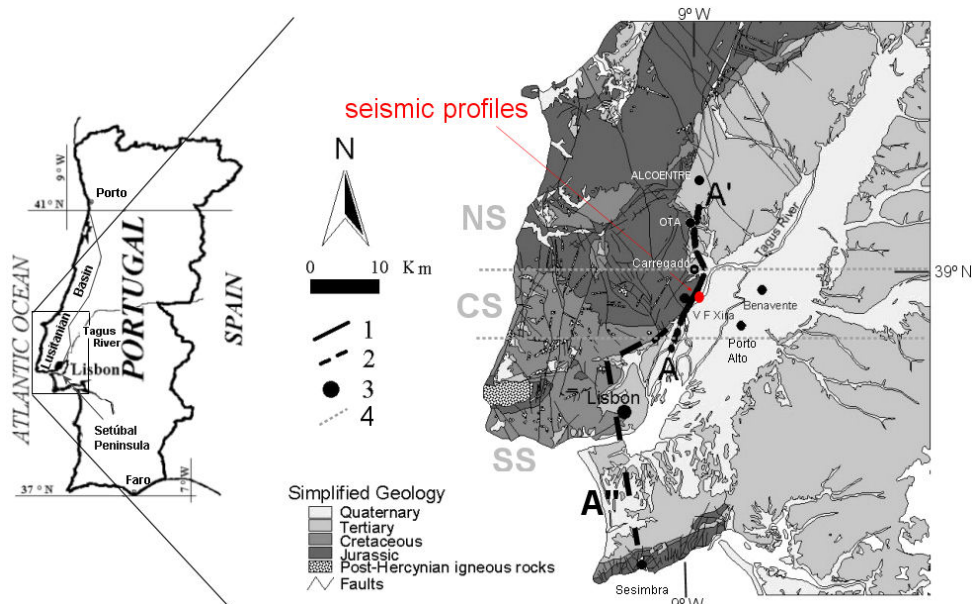 9° W
Porto
41° N
ATLANTIC OCEAN
Lusitanian
Basin
PORTUGAL
SPAIN
Tagus
River
Lisbon
Setúbal
Peninsula
Faro
37° N
7° W
seismic profiles
N
0 10 Km
1
2
3
4
Simplified Geology
Quaternary
Tertiary
Cretaceous
Jurassic
Post-Hercynian igneous rocks
Faults
9° W
ALCOENTRE
A'
NS
OTA
Tagus River
Carregado
39° N
CS
V F Xira
Benavente
Porto
Alto
A
Lisbon
SS
A"
Sesimbra
9° W